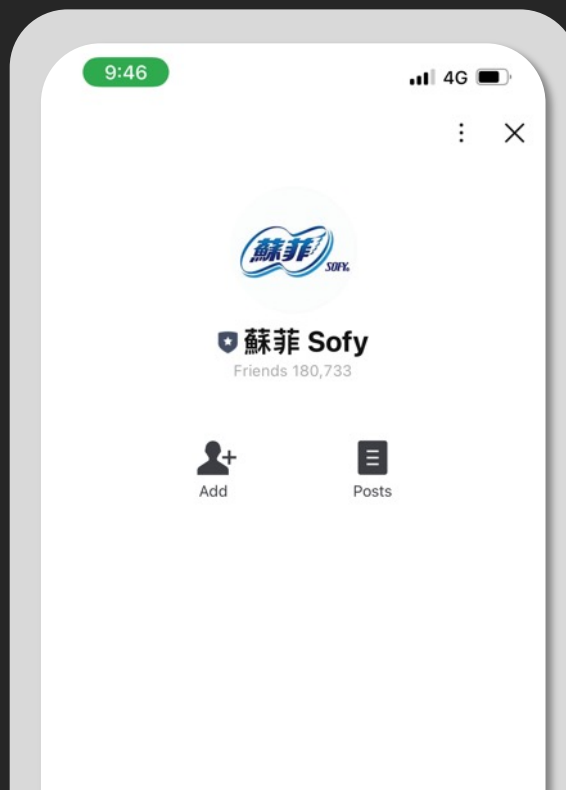 9:46
4G
蘇菲
SOFY
蘇菲 Sofy
Friends 180,733
Add
Posts